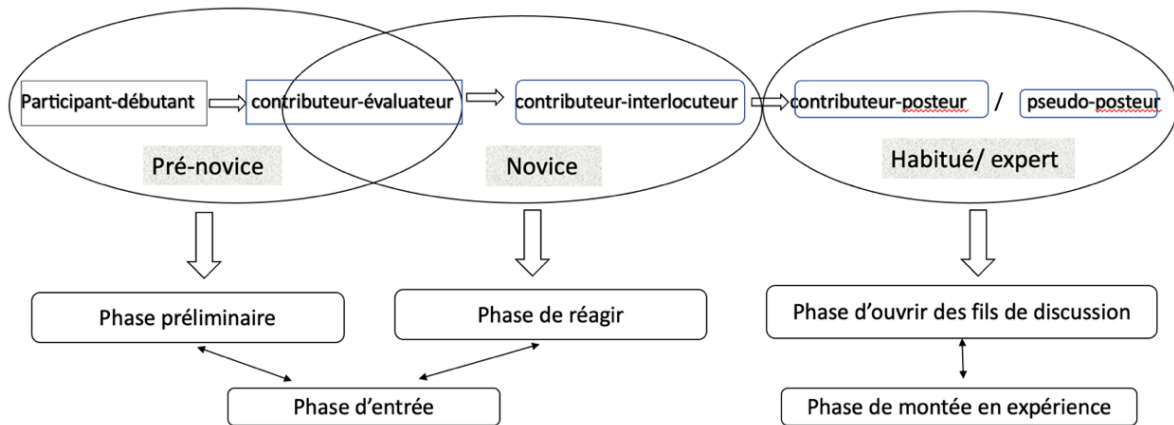 Participant-débutant
contributeur-évaluateur
contributeur-interlocuteur
contributeur-posteur / pseudo-posteur
Pré-novice
Novice
Habitué/ expert
Phase préliminaire
Phase de réagir
Phase d’ouvrir des fils de discussion
Phase d’entrée
Phase de montée en expérience